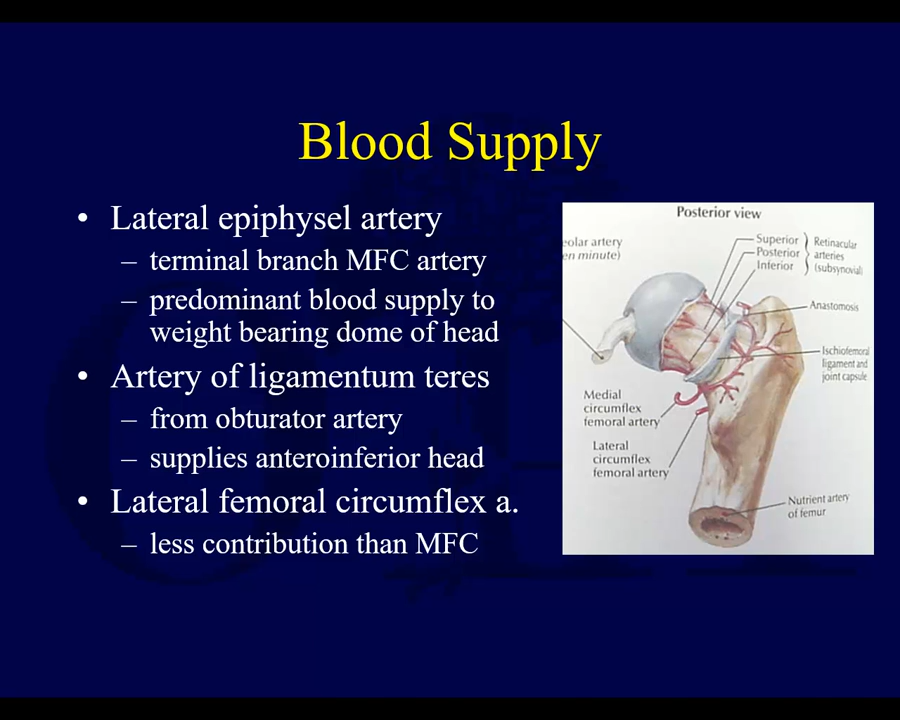 Blood Supply
• Lateral epiphysel artery
– terminal branch MFC artery
– predominant blood supply to
weight bearing dome of head
• Artery of ligamentum teres
– from obturator artery
– supplies anteroinferior head
• Lateral femoral circumflex a.
– less contribution than MFC
Posterior view
eolar artery
en minute)
Superior
Posterior
Inferior
Retinacular
arteries
(subsynovial)
Anastomosis
Ischiofemoral
ligament and
joint capsule
Medial
circumflex
femoral artery
Lateral
circumflex
femoral artery
Nutrient artery
of femur